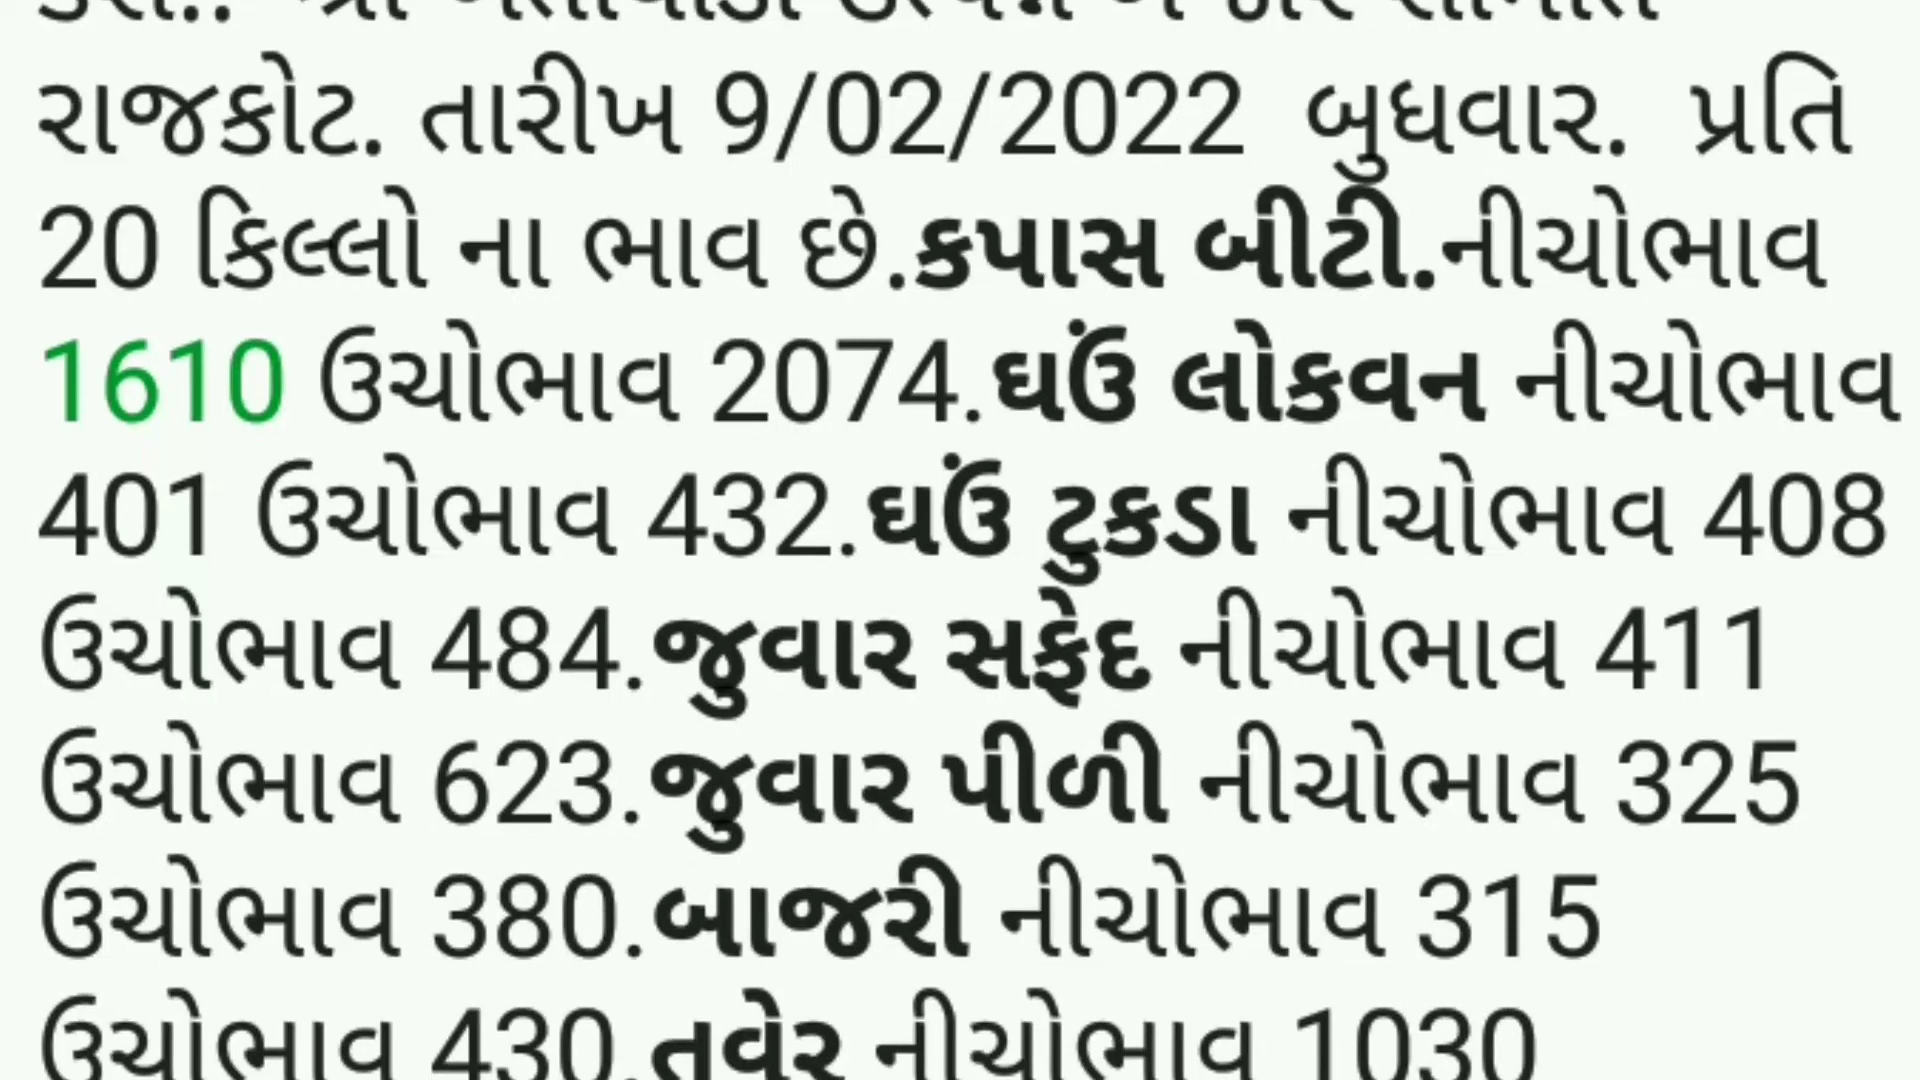 રાજકોટ. તારીખ 9/02/2022 બુધવાર. પ્રતિ
20 કિલ્લો ના ભાવ છે.કપાસ બીટી.નીચોભાવ
1610 ઉચોભાવ 2074.ઘઉં લોકવન નીચોભાવ
401 ઉચોભાવ 432.ઘઉં ટુકડા નીચોભાવ 408
ઉચોભાવ 484.જુવાર સફેદ નીચોભાવ 411
ઉચોભાવ 623.જુવાર પીળી નીચોભાવ 325
ઉચોભાવ 380.બાજરી નીચોભાવ 315
ઉચોભાવ 430.તુવેર નીચોભાવ 1030